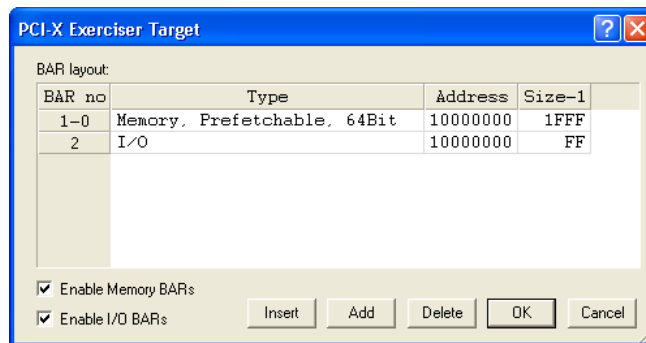 PCI-X Exerciser Target
BAR layout:
BAR no Type Address Size-1
1-0 Memory, Prefetchable, 64Bit 10000000 1FFF
2 I/O 10000000 FF
Enable Memory BARs
Enable I/O BARs
Insert Add Delete OK Cancel